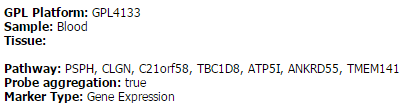 GPL Platform: GPL4133
Sample: Blood
Tissue:
Pathway: PSPH, CLGN, C21orf58, TBC1D8, ATP5I, ANKRD55, TMEM141
Probe aggregation: true
Marker Type: Gene Expression